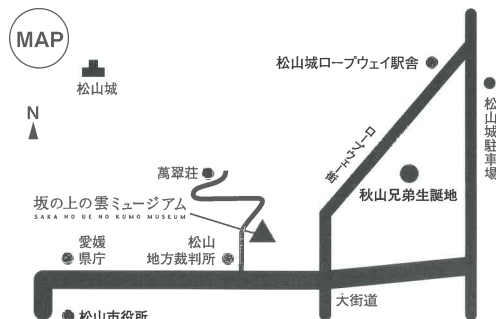 MAP
松山城ロープウェイ駅舎
松山城
松山城駐車場
N
ロープウェー街
萬翠荘
秋山兄弟生誕地
坂の上の雲ミュージアム
SAKA NO UE NO KUMO MUSEUM
愛媛
県庁
松山
地方裁判所
大街道
松山市役所